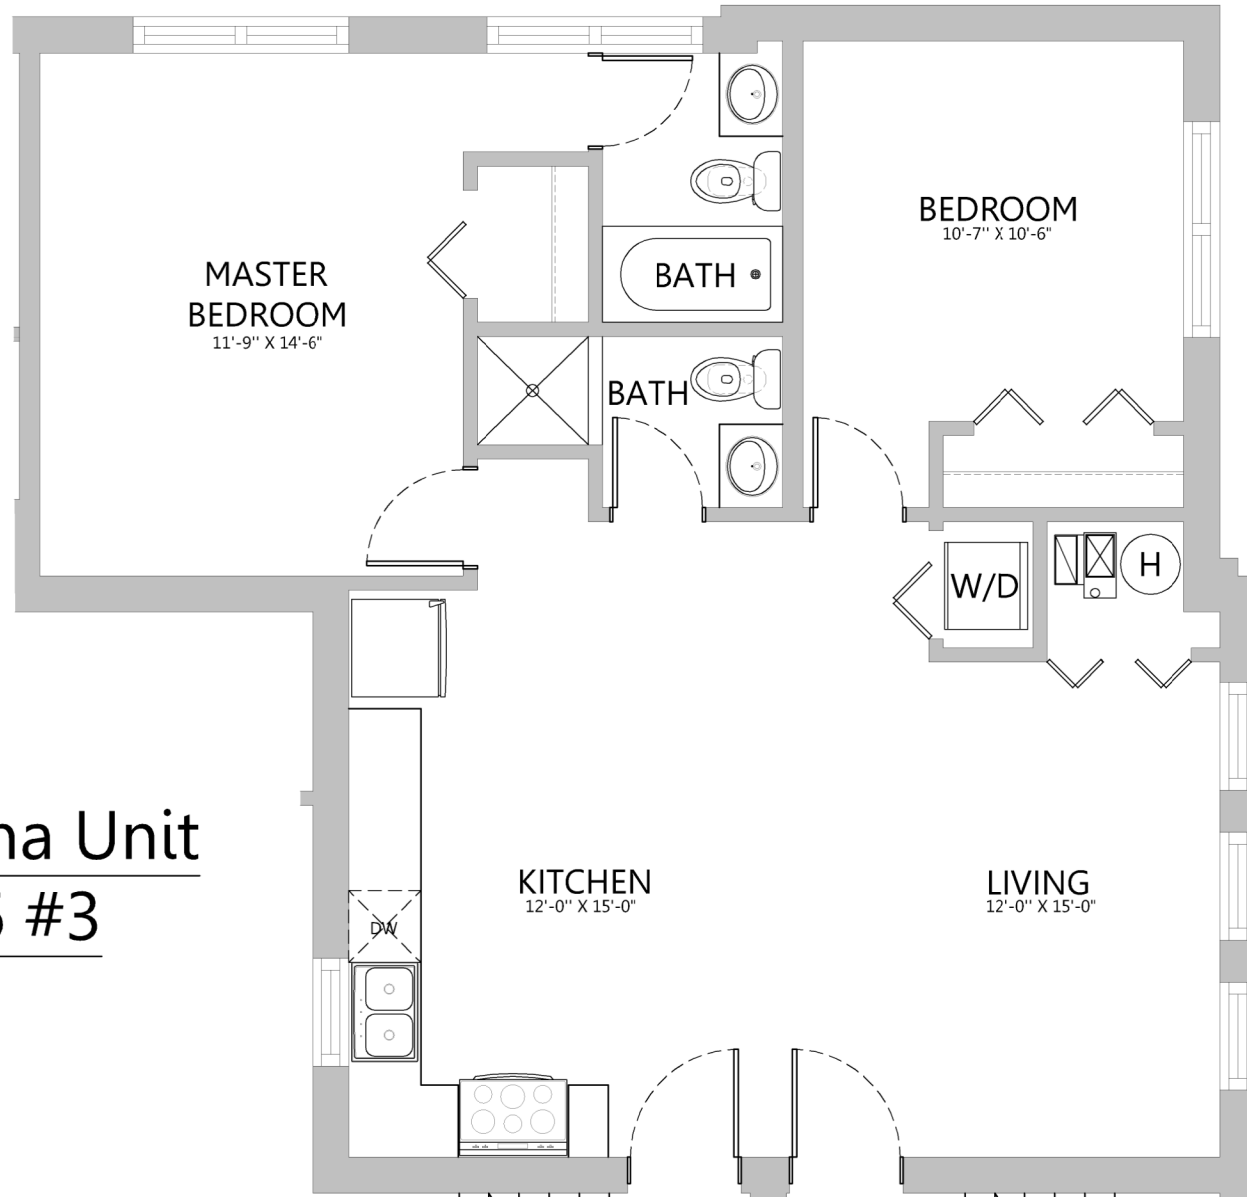 MASTER
BEDROOM
11'-9'' X 14'-6"
BATH
BEDROOM
10'-7'' X 10'-6"
BATH
W/D
H
na Unit
#3
KITCHEN
12'-0'' X 15'-0"
LIVING
12'-0'' X 15'-0"
DW